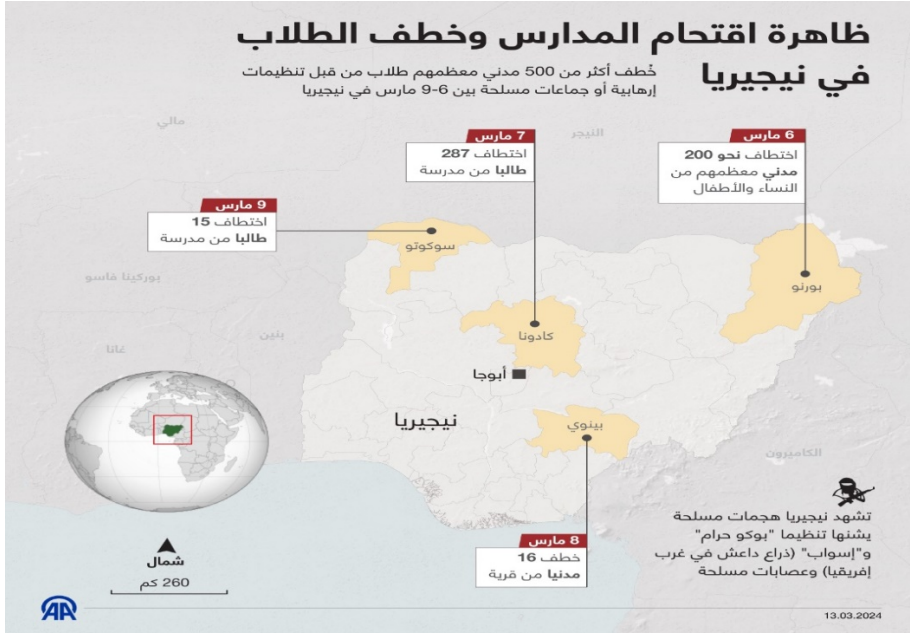 ظاهرة اقتحام المدارس وخطف الطلاب
في نيجيريا
خُطف أكثر من 500 مدني معظمهم طلاب من قبل تنظيمات
إرهابية أو جماعات مسلحة بين 6-9 مارس في نيجيريا
6 مارس
اختطاف نحو 200
مدني معظمهم من
النساء والأطفال
7 مارس
اختطاف 287
طالبا من مدرسة
9 مارس
اختطاف 15
طالبا من مدرسة
مالي
النيجر
بوركينا فاسو
بنين
غانا
الكاميرون
سوكوتو
بورنو
كادونا
أبوجا
نيجيريا
بينوي
8 مارس
خطف 16
مدنيا من قرية
تشهد نيجيريا هجمات مسلحة
يشنها تنظيما "بوكو حرام"
و"إسواب" (ذراع داعش في غرب
إفريقيا) وعصابات مسلحة
شمال
260 كم
AA
13.03.2024